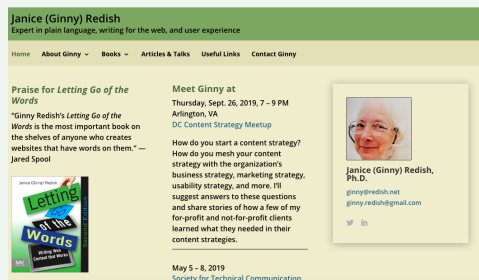 Janice (Ginny) Redish
Expert in plain language, writing for the web, and user experience
Home About Ginny Books Articles & Talks Useful Links Contact Ginny
Praise for Letting Go of the
Words
“Ginny Redish’s Letting Go of the
Words is the most important book on
the shelves of anyone who creates
websites that have words on them.” —
Jared Spool
Janice (Ginny) Redish
Letting
Go
of the
Words
Writing Web
Content that Works
Second Edition
Meet Ginny at
Thursday, Sept. 26, 2019, 7 – 9 PM
Arlington, VA
DC Content Strategy Meetup
How do you start a content strategy?
How do you mesh your content
strategy with the organization’s
business strategy, marketing strategy,
usability strategy, and more. I’ll
suggest answers to these questions
and share stories of how a few of my
for-profit and not-for-profit clients
learned what they needed in their
content strategies.
May 5 – 8, 2019
Society for Technical Communication
Janice (Ginny) Redish,
Ph.D.
ginny@redish.net
ginny.redish@gmail.com